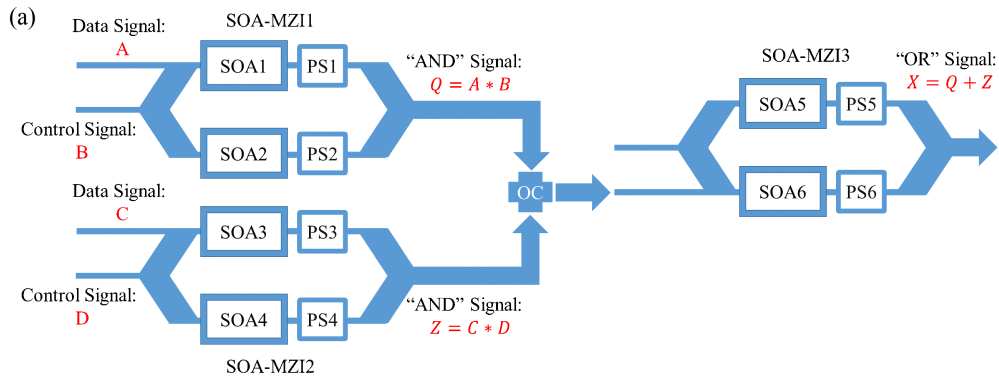 (a)
Data Signal:
A
SOA-MZI1
SOA1
PS1
"AND" Signal:
Q = A * B
Control Signal:
B
SOA2
PS2
Data Signal:
C
SOA3
PS3
Control Signal:
D
SOA4
PS4
"AND" Signal:
Z = C * D
SOA-MZI2
OC
SOA-MZI3
SOA5
PS5
"OR" Signal:
X = Q + Z
SOA6
PS6